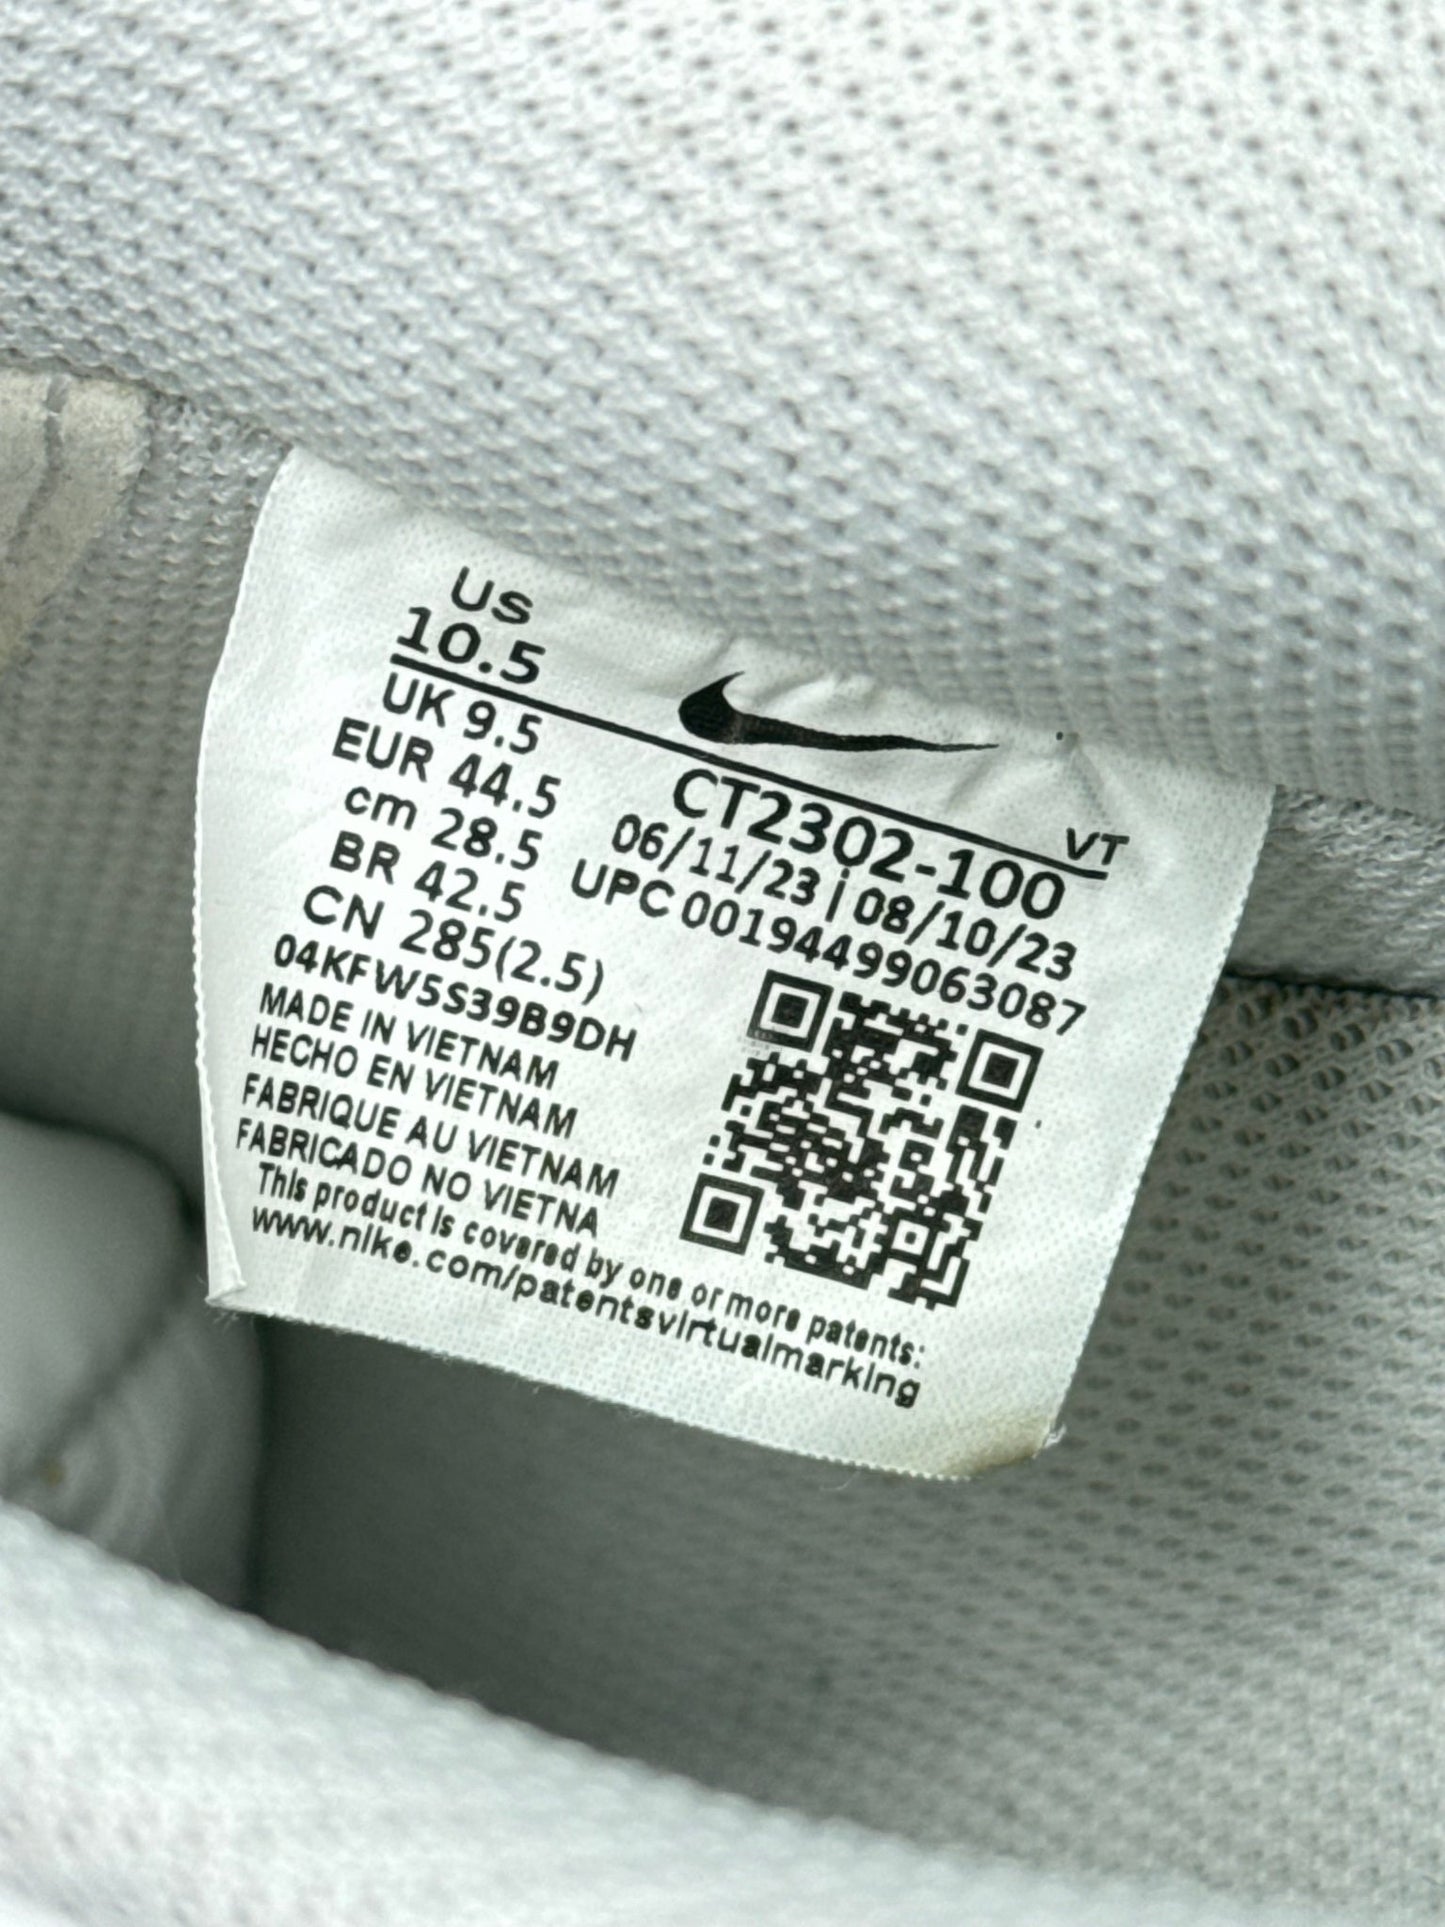 US
10.5
VT
UK 9.5
EUR 44.5
cm 28.5
BR 42.5
CN 285(2.5)
CT2302-100
06/11/23 | 08/10/23
UPC 00194499063087
04KFW5S39B9DH
MADE IN VIETNAM
HECHO EN VIETNAM
FABRIQUE AU VIETNAM
FABRICADO NO VIETNA
This product is covered by one or more patents:
www.nike.com/patentsvirtualmarking